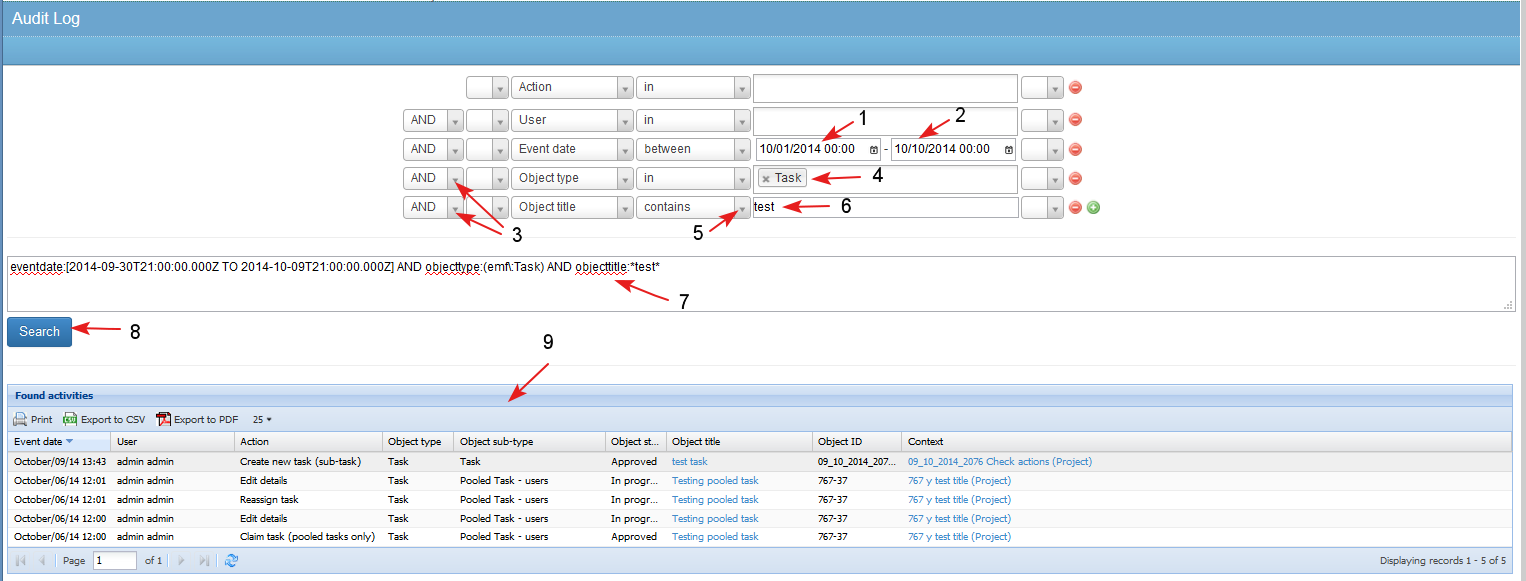 Audit Log
Action in
AND User in
1 2
AND Event date between 10/01/2014 00:00 - 10/10/2014 00:00
AND Object type in Task 4
AND Object title contains test 6
3 5
eventdate:[2014-09-30T21:00:00.000Z TO 2014-10-09T21:00:00.000Z] AND objecttype:(emf\:Task) AND objecttitle:*test*
7
Search 8
9
Found activities
Print Export to CSV Export to PDF 25
Event date User Action Object type Object sub-type Object st... Object title Object ID Context
October/09/14 13:43 admin admin Create new task (sub-task) Task Task Approved test task 09_10_2014_207... 09_10_2014_2076 Check actions (Project)
October/06/14 12:01 admin admin Edit details Task Pooled Task - users In progr... Testing pooled task 767-37 767 y test title (Project)
October/06/14 12:01 admin admin Reassign task Task Pooled Task - users In progr... Testing pooled task 767-37 767 y test title (Project)
October/06/14 12:00 admin admin Edit details Task Pooled Task - users In progr... Testing pooled task 767-37 767 y test title (Project)
October/06/14 12:00 admin admin Claim task (pooled tasks only) Task Pooled Task - users Approved Testing pooled task 767-37 767 y test title (Project)
Page 1 of 1 Displaying records 1 - 5 of 5